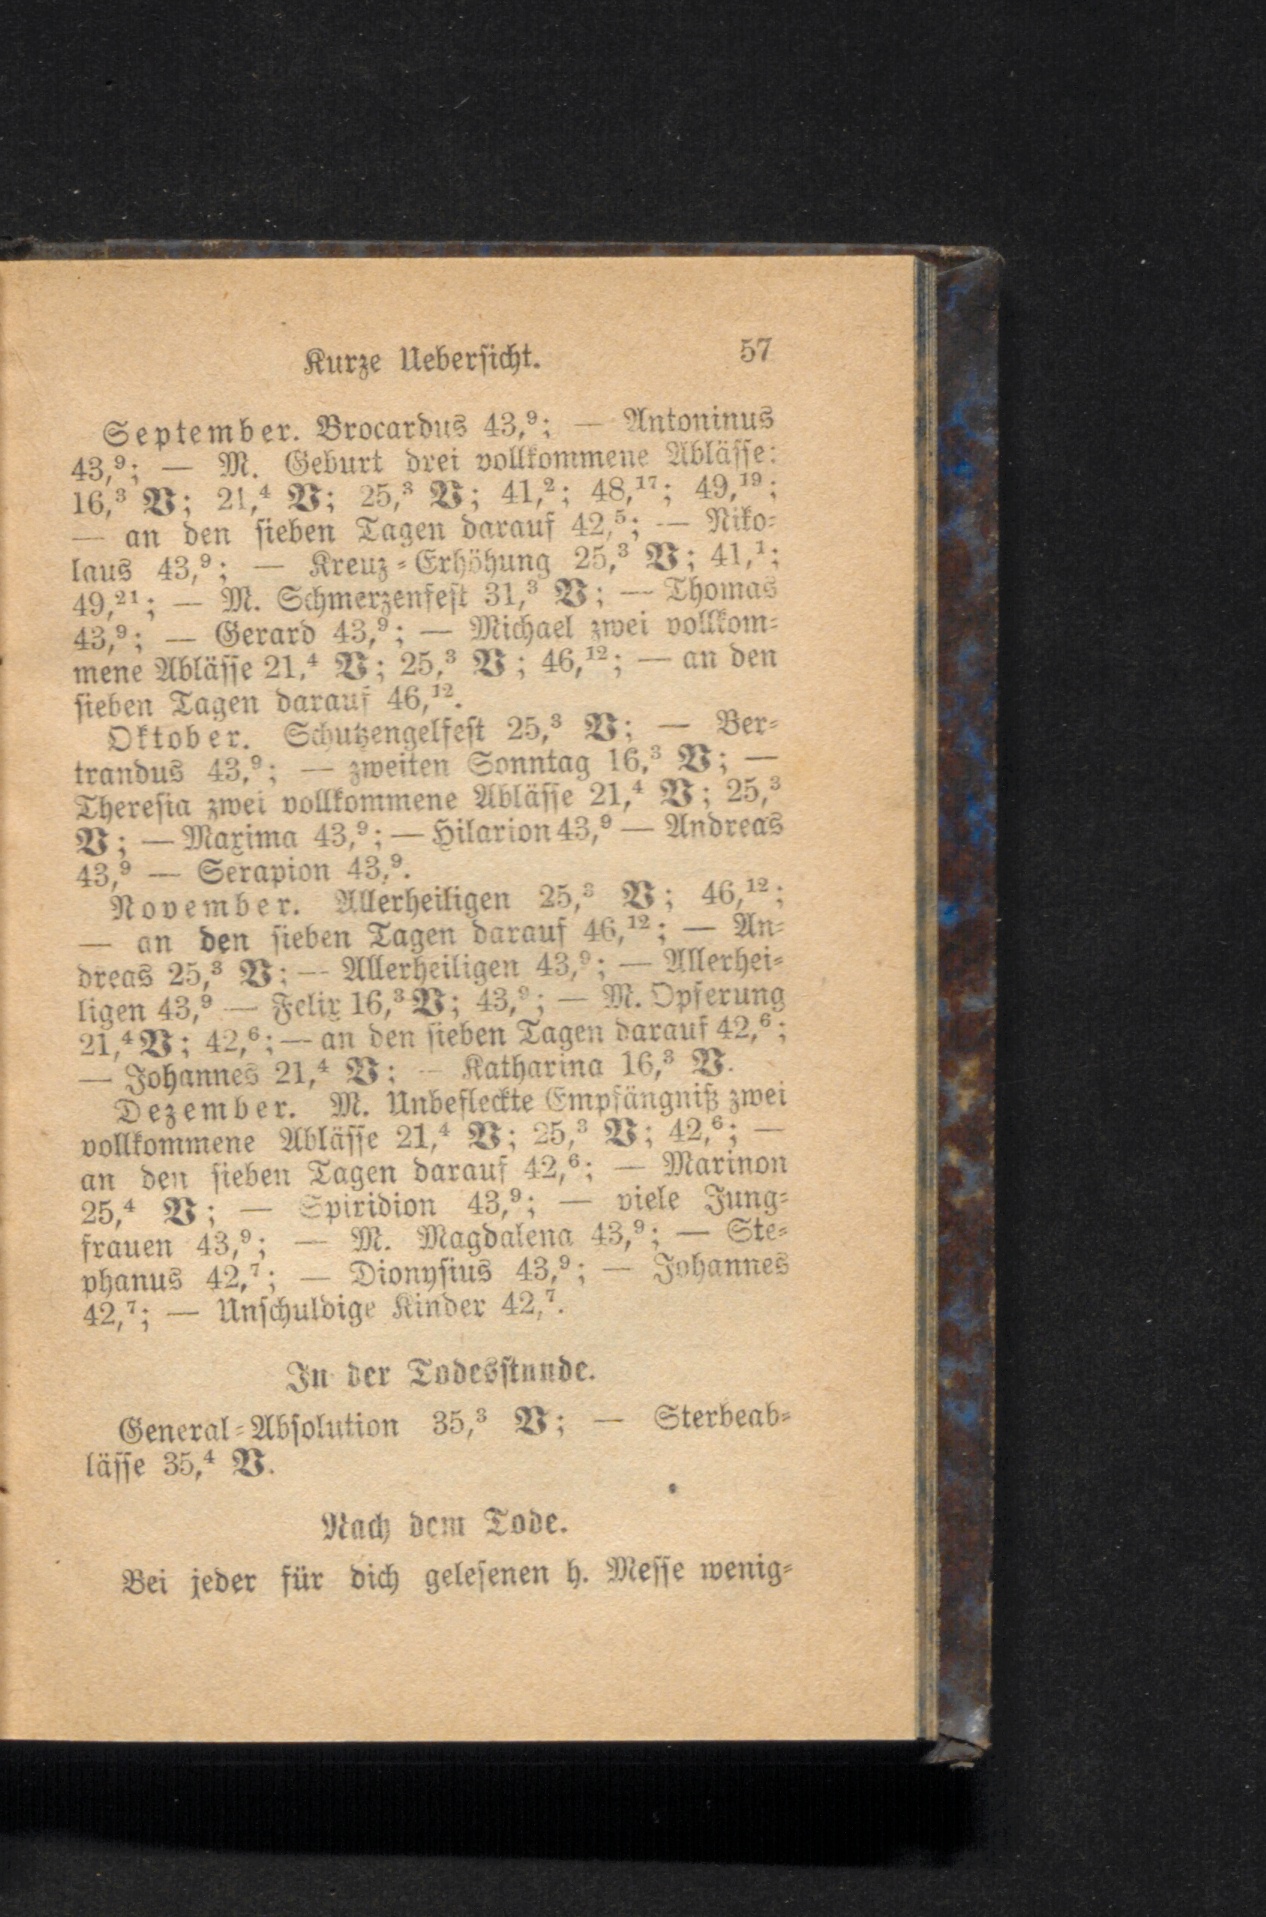 Kurze Uebersicht. 57
September. Brocardus 43,⁹; — Antoninus
43,⁹; — M. Geburt drei vollkommene Ablässe:
16,³ V; 21,⁴ V; 25,³ V; 41,²; 48,¹⁷; 49,¹⁹;
— an den sieben Tagen darauf 42,⁵; — Niko-
laus 43,⁹; — Kreuz-Erhöhung 25,³ V; 41,¹;
49,²¹; — M. Schmerzenfest 31,³ V; — Thomas
43,⁹; — Gerard 43,⁹; — Michael zwei vollkom-
mene Ablässe 21,⁴ V; 25,³ V; 46,¹²; — an den
sieben Tagen darauf 46,¹².
Oktober. Schutzengelfest 25,³ V; — Ber-
trandus 43,⁹; — zweiten Sonntag 16,³ V; —
Theresia zwei vollkommene Ablässe 21,⁴ V; 25,³
V; — Maxima 43,⁹; — Hilarion 43,⁹ — Andreas
43,⁹ — Serapion 43,⁹.
November. Allerheiligen 25,³ V; 46,¹²;
— an den sieben Tagen darauf 46,¹²; — An-
dreas 25,³ V; — Allerheiligen 43,⁹; — Allerhei-
ligen 43,⁹ — Felix 16,³ V; 43,⁹; — M. Opferung
21,⁴ V; 42,⁶; — an den sieben Tagen darauf 42,⁶;
— Johannes 21,⁴ V; — Katharina 16,³ V.
Dezember. M. Unbefleckte Empfängniß zwei
vollkommene Ablässe 21,⁴ V; 25,³ V; 42,⁶; —
an den sieben Tagen darauf 42,⁶; — Marinon
25,⁴ V; — Spiridion 43,⁹; — viele Jung-
frauen 43,⁹; — M. Magdalena 43,⁹; — Ste-
phanus 42,⁷; — Dionysius 43,⁹; — Johannes
42,⁷; — Unschuldige Kinder 42,⁷.
In der Todesstunde.
General-Absolution 35,³ V; — Sterbeab-
lässe 35,⁴ V.
Nach dem Tode.
Bei jeder für dich gelesenen h. Messe wenig-